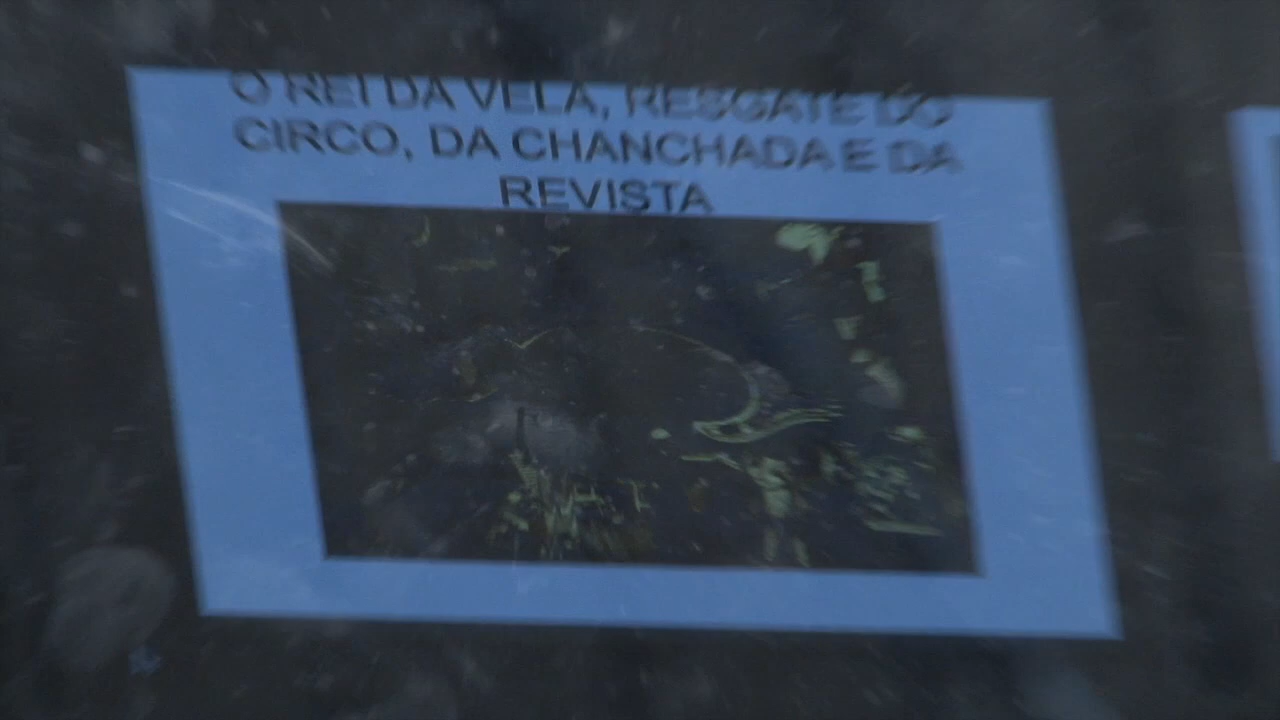 O REI DA VELA, RESGATE DO
CIRCO, DA CHANCHADA E DA
REVISTA